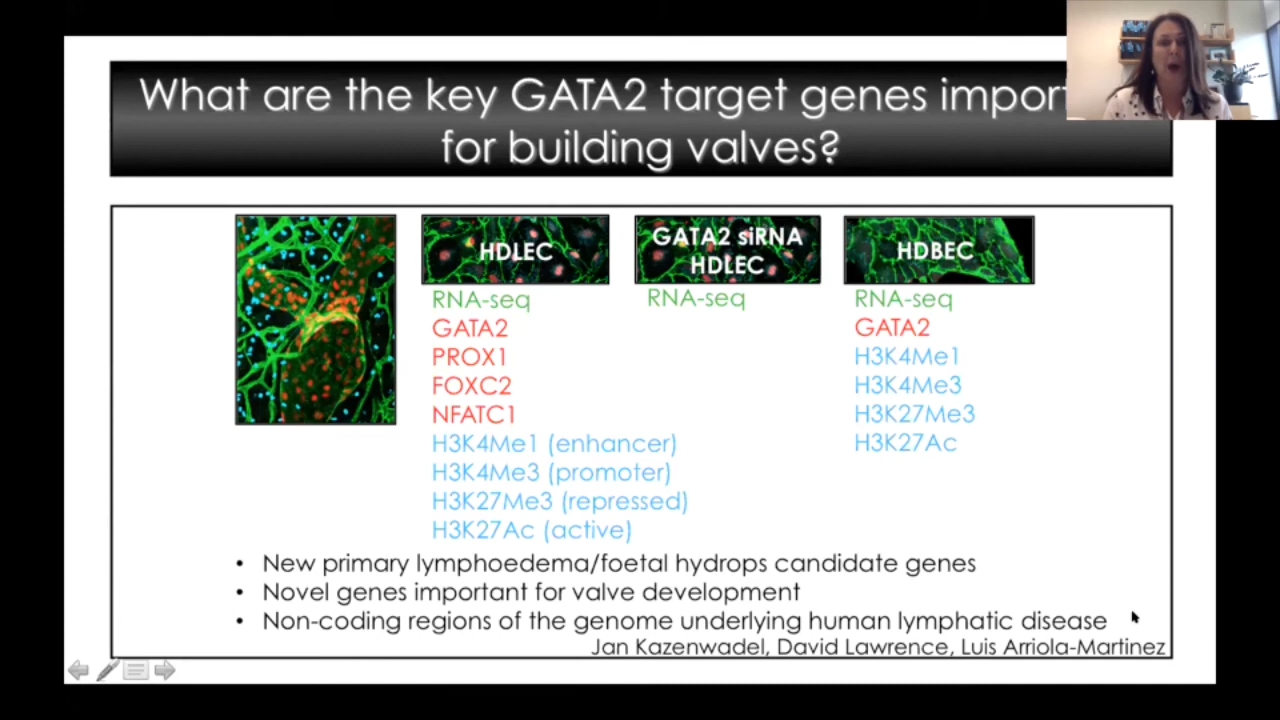 What are the key GATA2 target genes impor
for building valves?
HDLEC
GATA2 siRNA
HDLEC
HDBEC
RNA-seq
GATA2
PROX1
FOXC2
NFATC1
H3K4Me1 (enhancer)
H3K4Me3 (promoter)
H3K27Me3 (repressed)
H3K27Ac (active)
RNA-seq
RNA-seq
GATA2
H3K4Me1
H3K4Me3
H3K27Me3
H3K27Ac
• New primary lymphoedema/foetal hydrops candidate genes
• Novel genes important for valve development
• Non-coding regions of the genome underlying human lymphatic disease
Jan Kazenwadel, David Lawrence, Luis Arriola-Martinez